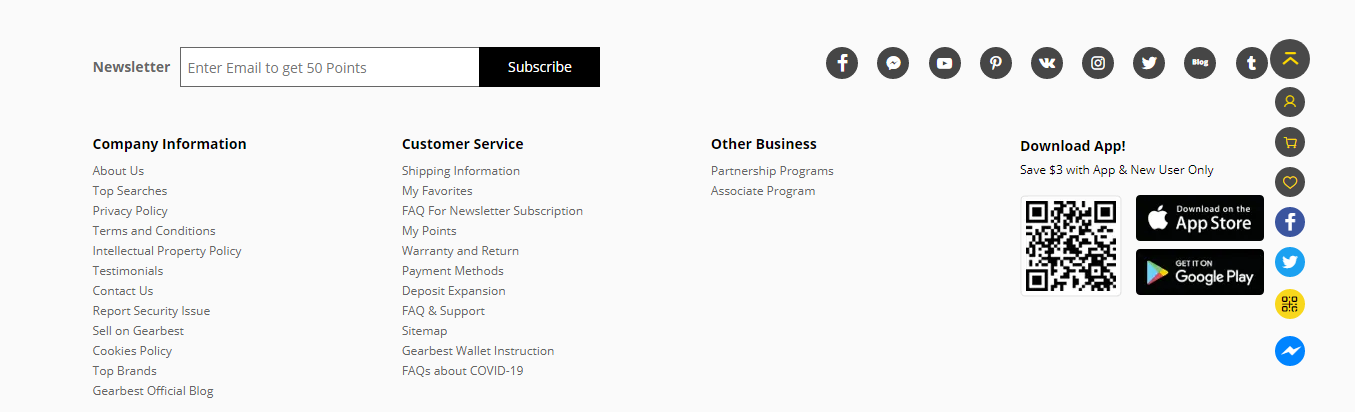 Newsletter Enter Email to get 50 Points Subscribe
Blog
Company Information
About Us
Top Searches
Privacy Policy
Terms and Conditions
Intellectual Property Policy
Testimonials
Contact Us
Report Security Issue
Sell on Gearbest
Cookies Policy
Top Brands
Gearbest Official Blog
Customer Service
Shipping Information
My Favorites
FAQ For Newsletter Subscription
My Points
Warranty and Return
Payment Methods
Deposit Expansion
FAQ & Support
Sitemap
Gearbest Wallet Instruction
FAQs about COVID-19
Other Business
Partnership Programs
Associate Program
Download App!
Save $3 with App & New User Only
Download on the
App Store
GET IT ON
Google Play